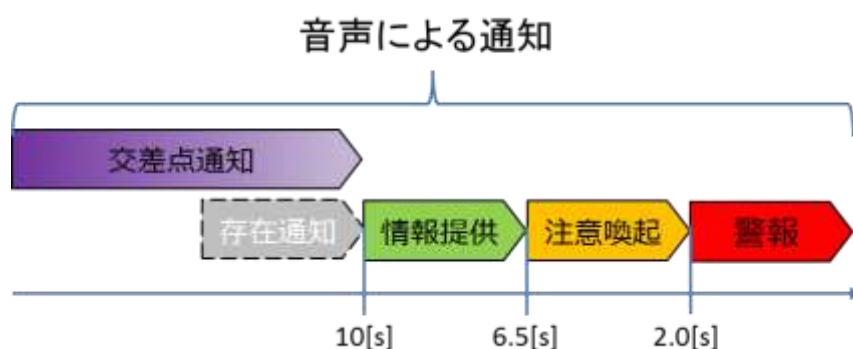 音声による通知
交差点通知
存在通知
情報提供
注意喚起
警報
10[s]
6.5[s]
2.0[s]